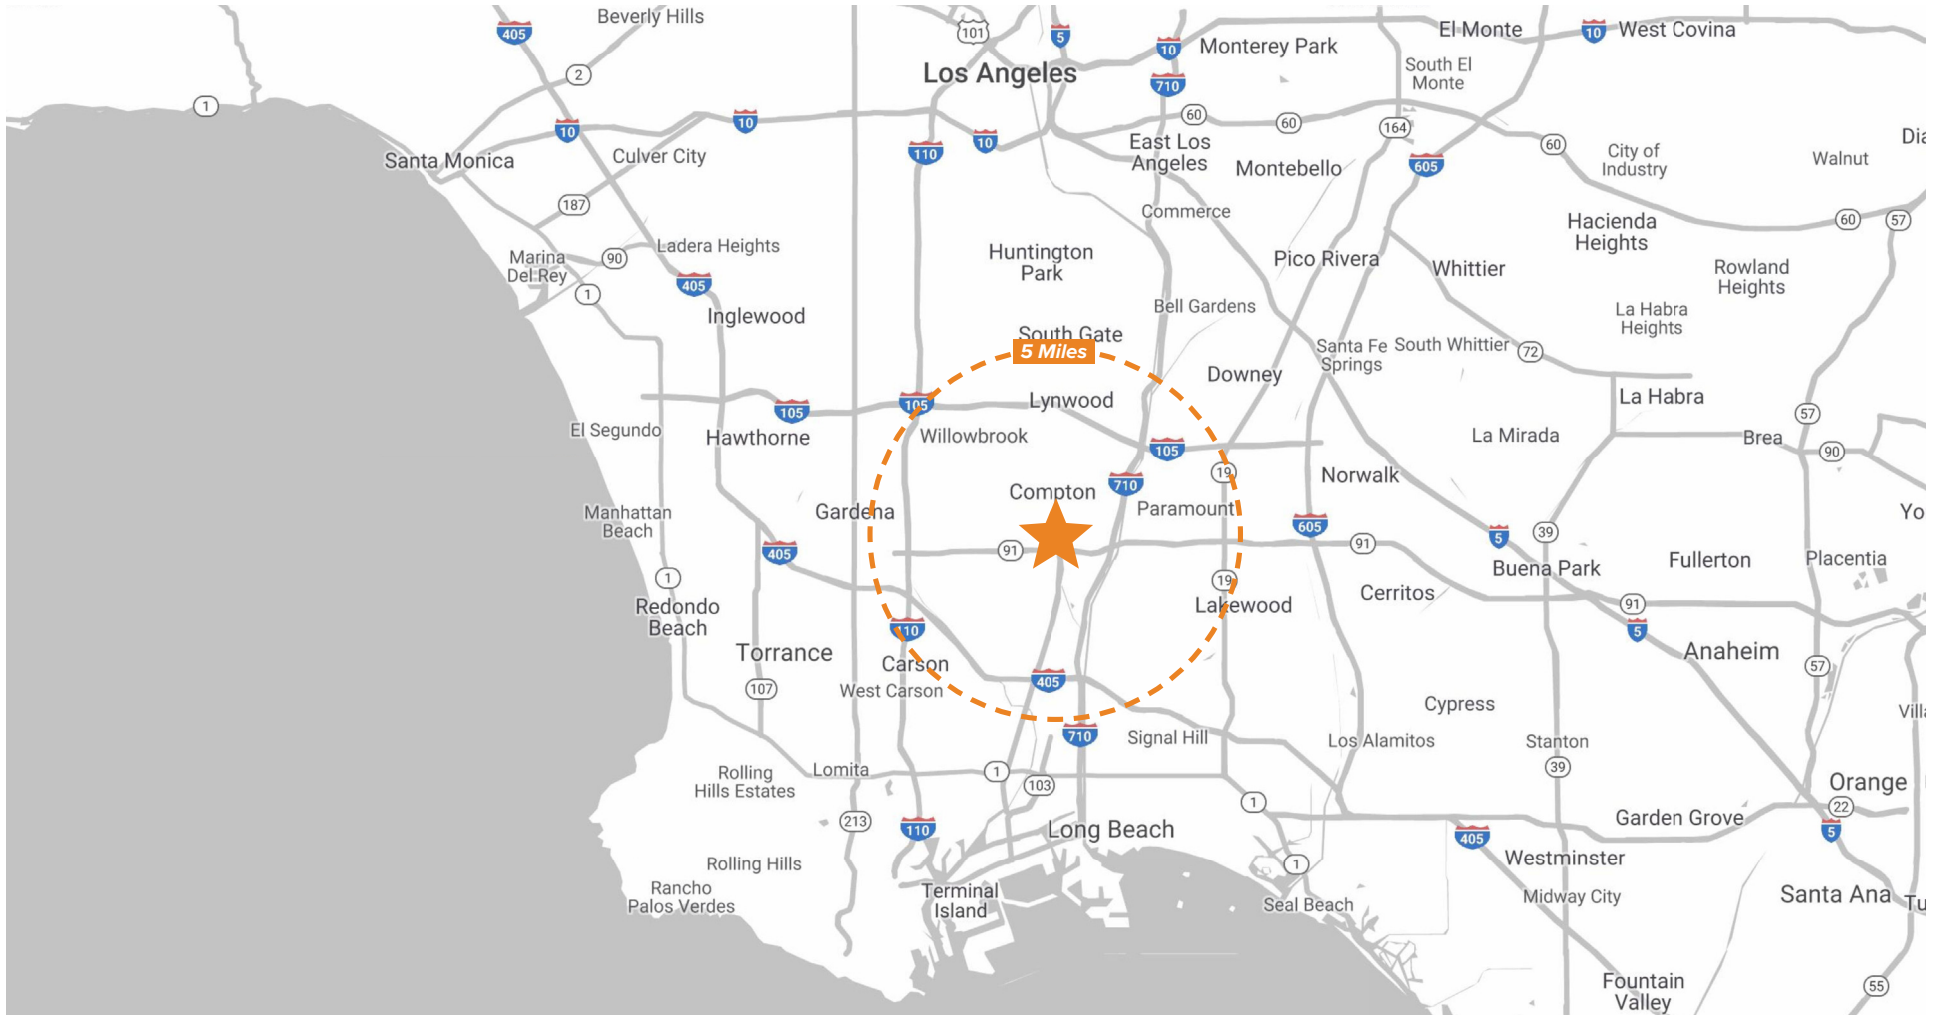 Beverly Hills
405
101
5
10
Monterey Park
El Monte
10
West Covina
2
Los Angeles
710
South El
Monte
1
10
10
60
60
164
60
110
10
East Los
Angeles
Santa Monica
Culver City
Montebello
605
City of
Industry
Walnut
Dia
187
Commerce
Hacienda
Heights
60
57
Ladera Heights
Marina
Del Rey
90
Huntington
Park
Pico Rivera
Whittier
Rowland
Heights
405
1
Inglewood
Bell Gardens
La Habra
Heights
South Gate
5 Miles
Santa Fe
Springs
South Whittier
72
Downey
105
105
Lynwood
La Habra
57
El Segundo
Hawthorne
Willowbrook
105
La Mirada
Brea
90
19
Norwalk
710
Compton
Paramount
Manhattan
Beach
Gardena
605
Yo
405
91
91
5
39
Fullerton
Placentia
Buena Park
1
19
Cerritos
Redondo
Beach
Lakewood
91
110
5
Torrance
Carson
Anaheim
57
107
West Carson
405
Cypress
Villa
710
Signal Hill
Los Alamitos
Stanton
Rolling
Hills Estates
Lomita
1
103
39
Orange
213
110
1
Long Beach
Garden Grove
22
405
5
Rolling Hills
1
Westminster
Rancho
Palos Verdes
Terminal
Island
Seal Beach
Midway City
Santa Ana
Tu
Fountain
Valley
55